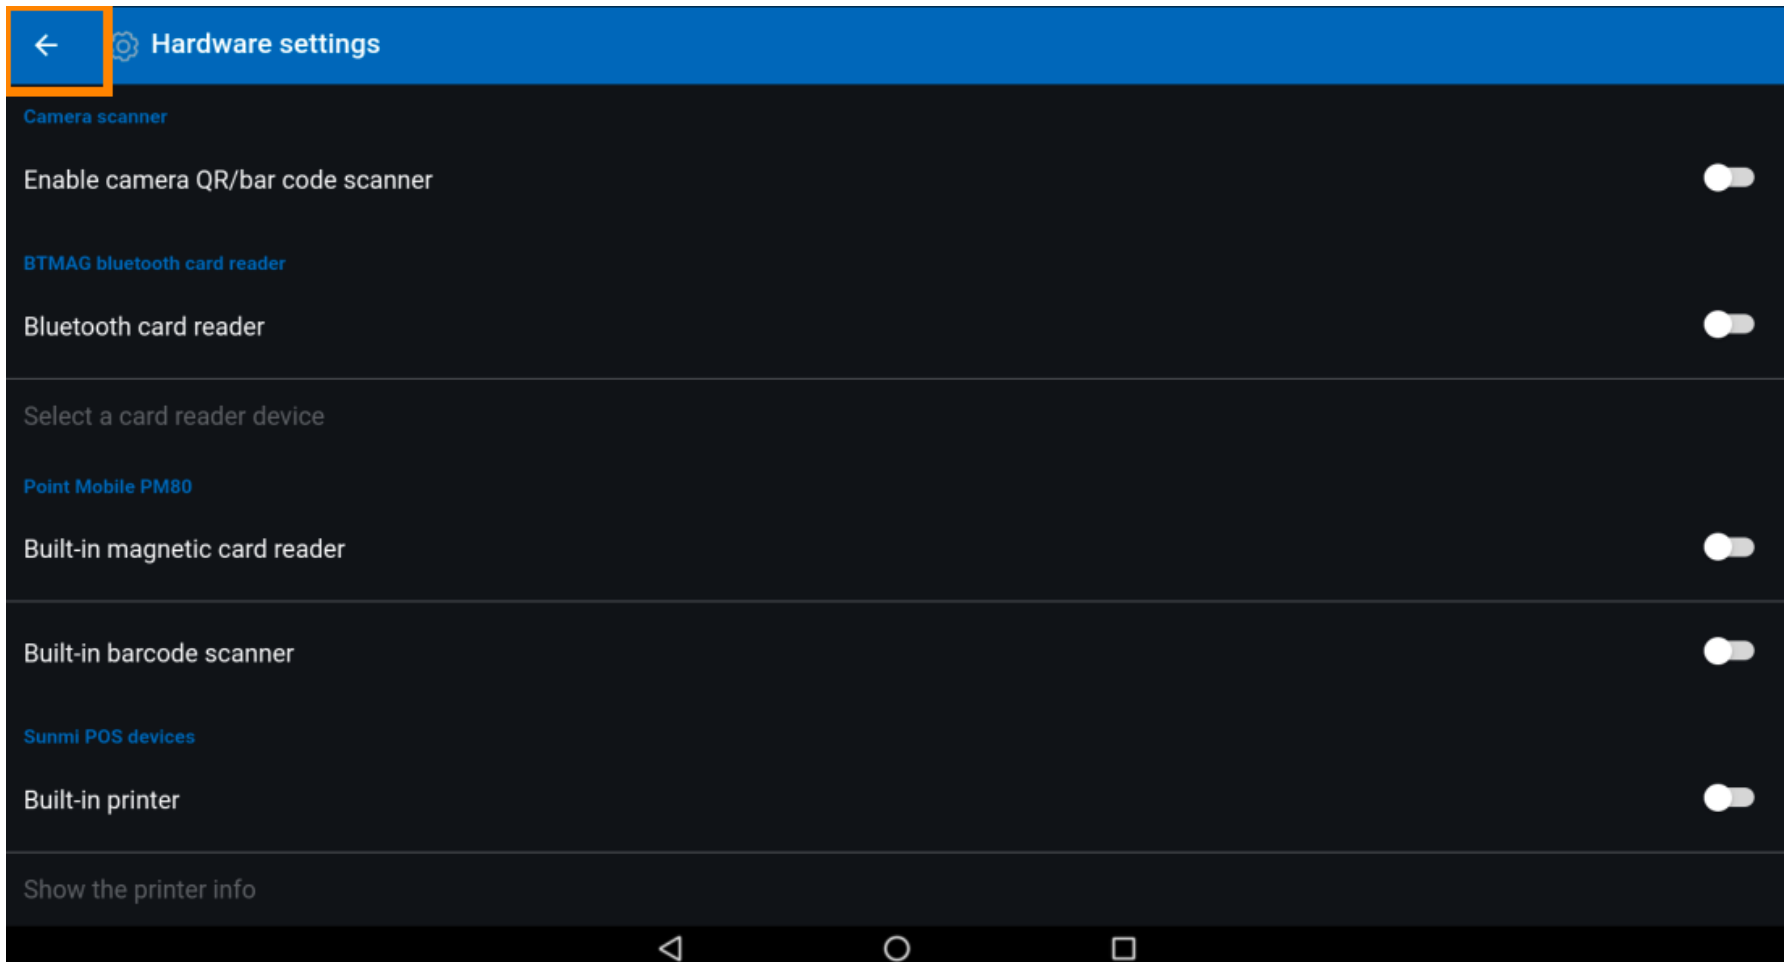 Hardware settings
Camera scanner
Enable camera QR/bar code scanner
BTMAG bluetooth card reader
Bluetooth card reader
Select a card reader device
Point Mobile PM80
Built-in magnetic card reader
Built-in barcode scanner
Sunmi POS devices
Built-in printer
Show the printer info